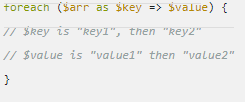 foreach ($arr as $key => $value) {
// $key is "key1", then "key2"
// $value is "value1" then "value2"
}